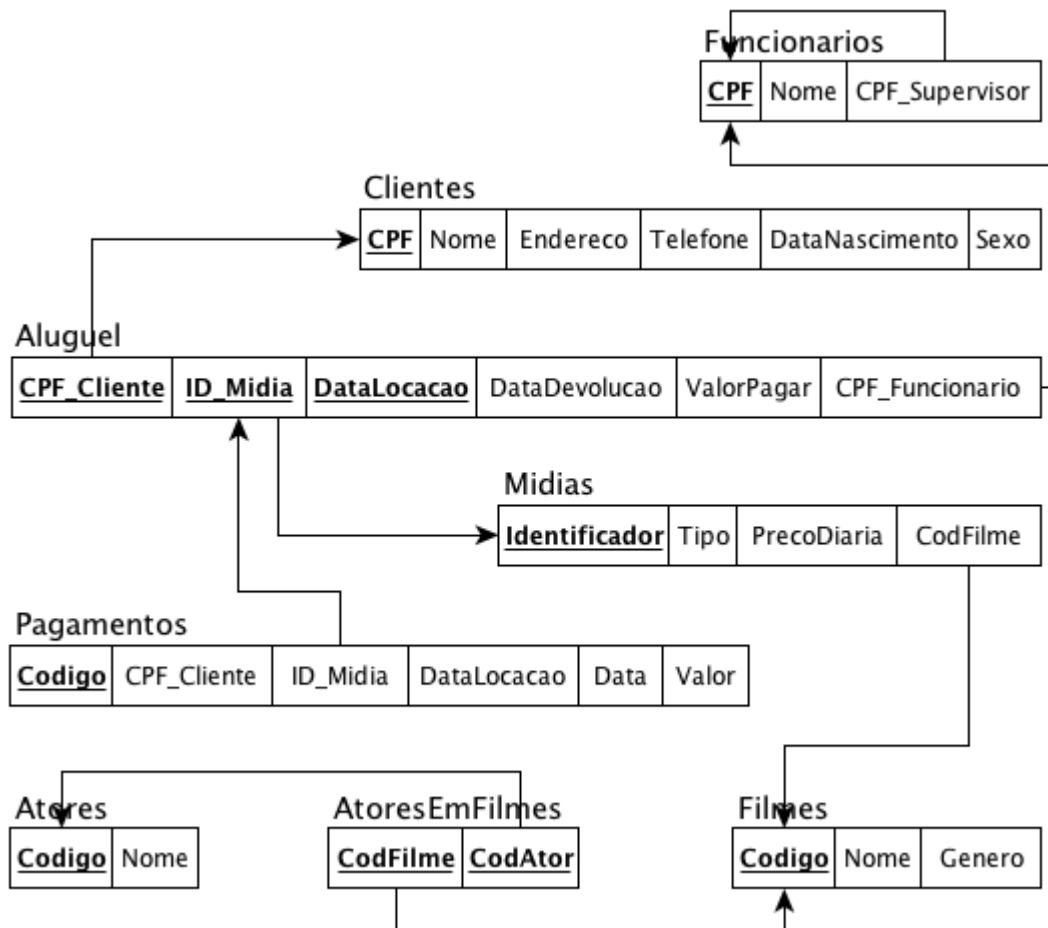 Funcionarios
CPF Nome CPF_Supervisor
Clientes
CPF Nome Endereco Telefone DataNascimento Sexo
Aluguel
CPF_Cliente ID_Midia DataLocacao DataDevolucao ValorPagar CPF_Funcionario
Midias
Identificador Tipo PrecoDiaria CodFilme
Pagamentos
Codigo CPF_Cliente ID_Midia DataLocacao Data Valor
Atores AtoresEmFilmes Filmes
Codigo Nome CodFilme CodAtor Codigo Nome Genero